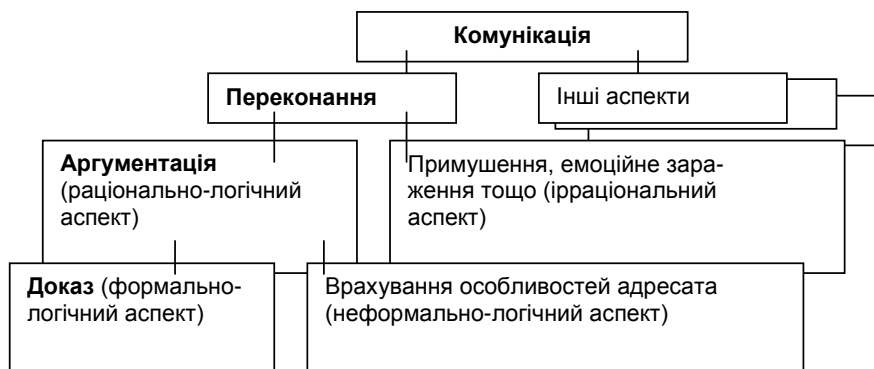 Комунікація
Переконання
Інші аспекти
Аргументація
(раціонально-логічний
аспект)
Примушення, емоційне зара-
ження тощо (ірраціональний
аспект)
Доказ (формально-
логічний аспект)
Врахування особливостей адресата
(неформально-логічний аспект)